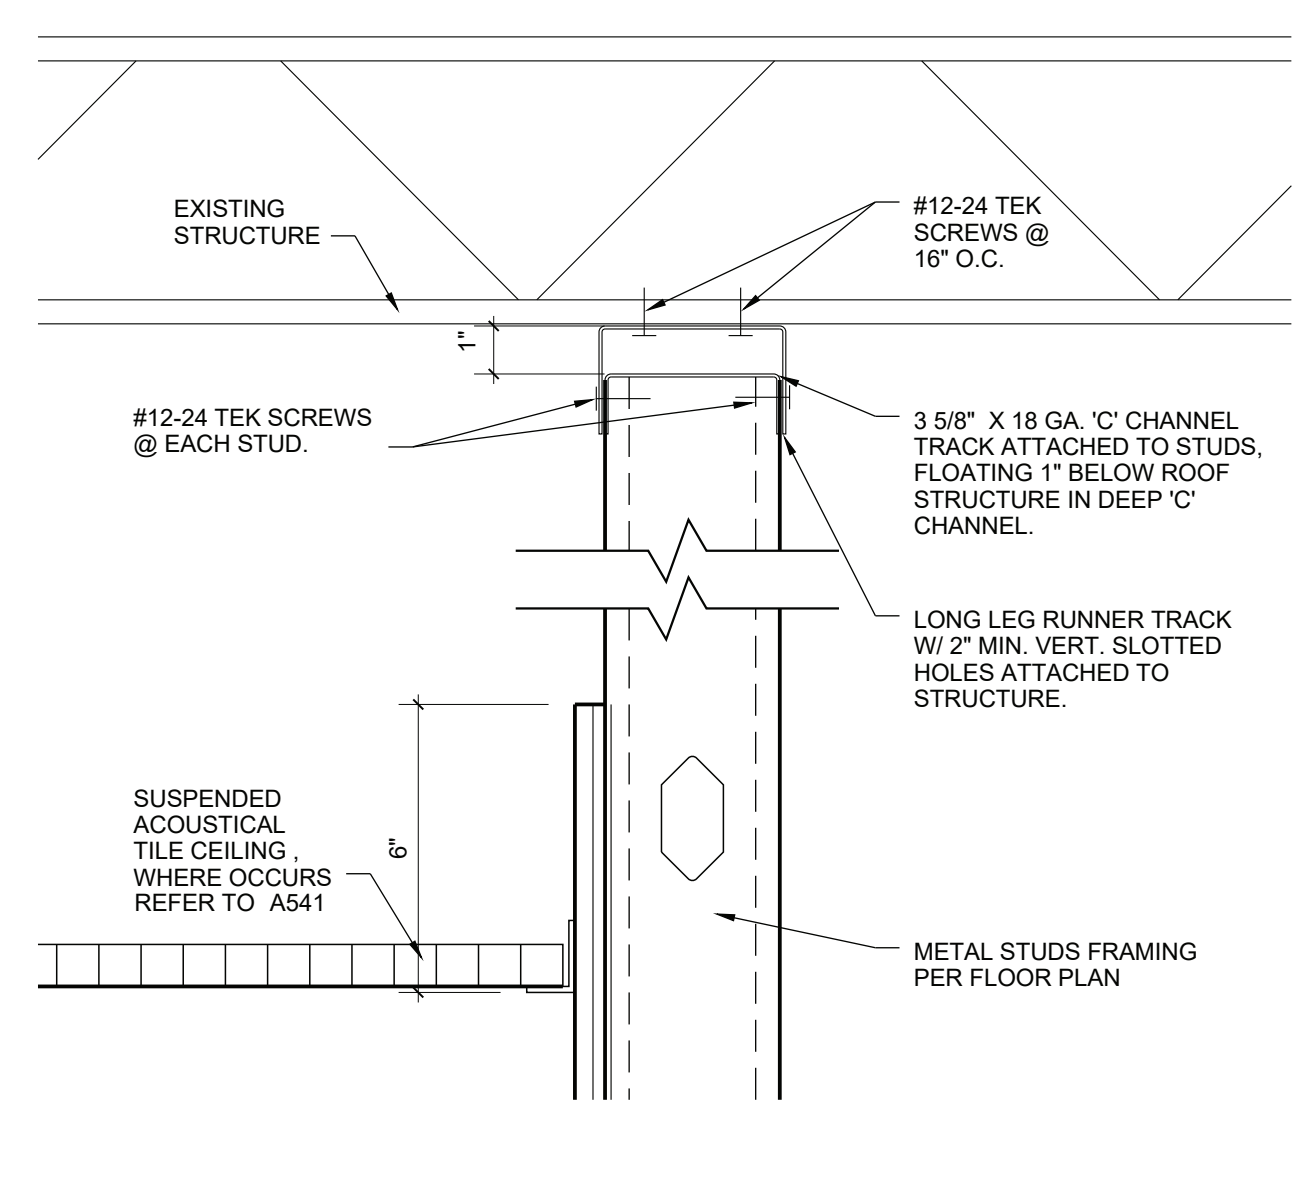 EXISTING
STRUCTURE
#12-24 TEK
SCREWS @
16" O.C.
1"
#12-24 TEK SCREWS
@ EACH STUD.
3 5/8" X 18 GA. 'C' CHANNEL
TRACK ATTACHED TO STUDS,
FLOATING 1" BELOW ROOF
STRUCTURE IN DEEP 'C'
CHANNEL.
LONG LEG RUNNER TRACK
W/ 2" MIN. VERT. SLOTTED
HOLES ATTACHED TO
STRUCTURE.
SUSPENDED
ACOUSTICAL
TILE CEILING ,
WHERE OCCURS
REFER TO A541
6"
METAL STUDS FRAMING
PER FLOOR PLAN